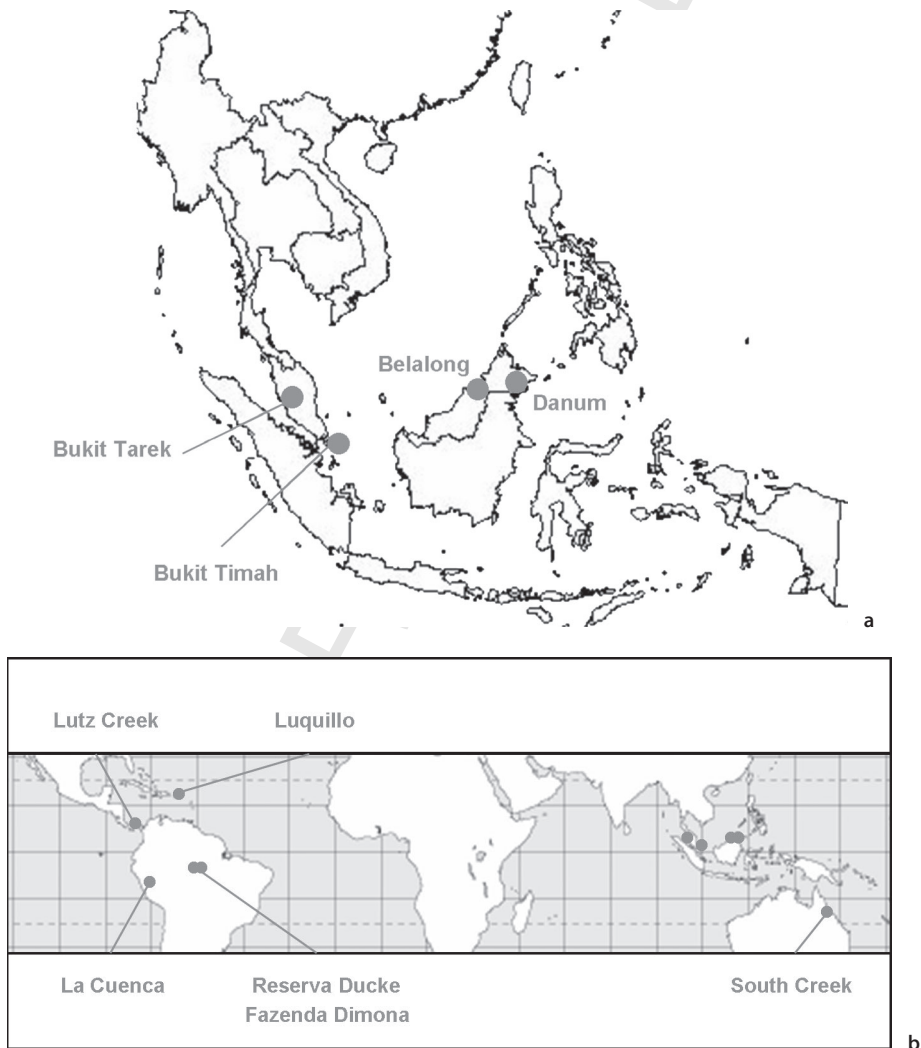 Belalong
Danum
Bukit Tarek
Bukit Timah
a
Lutz Creek
Luquillo
La Cuenca
Reserva Ducke
Fazenda Dimona
South Creek
b